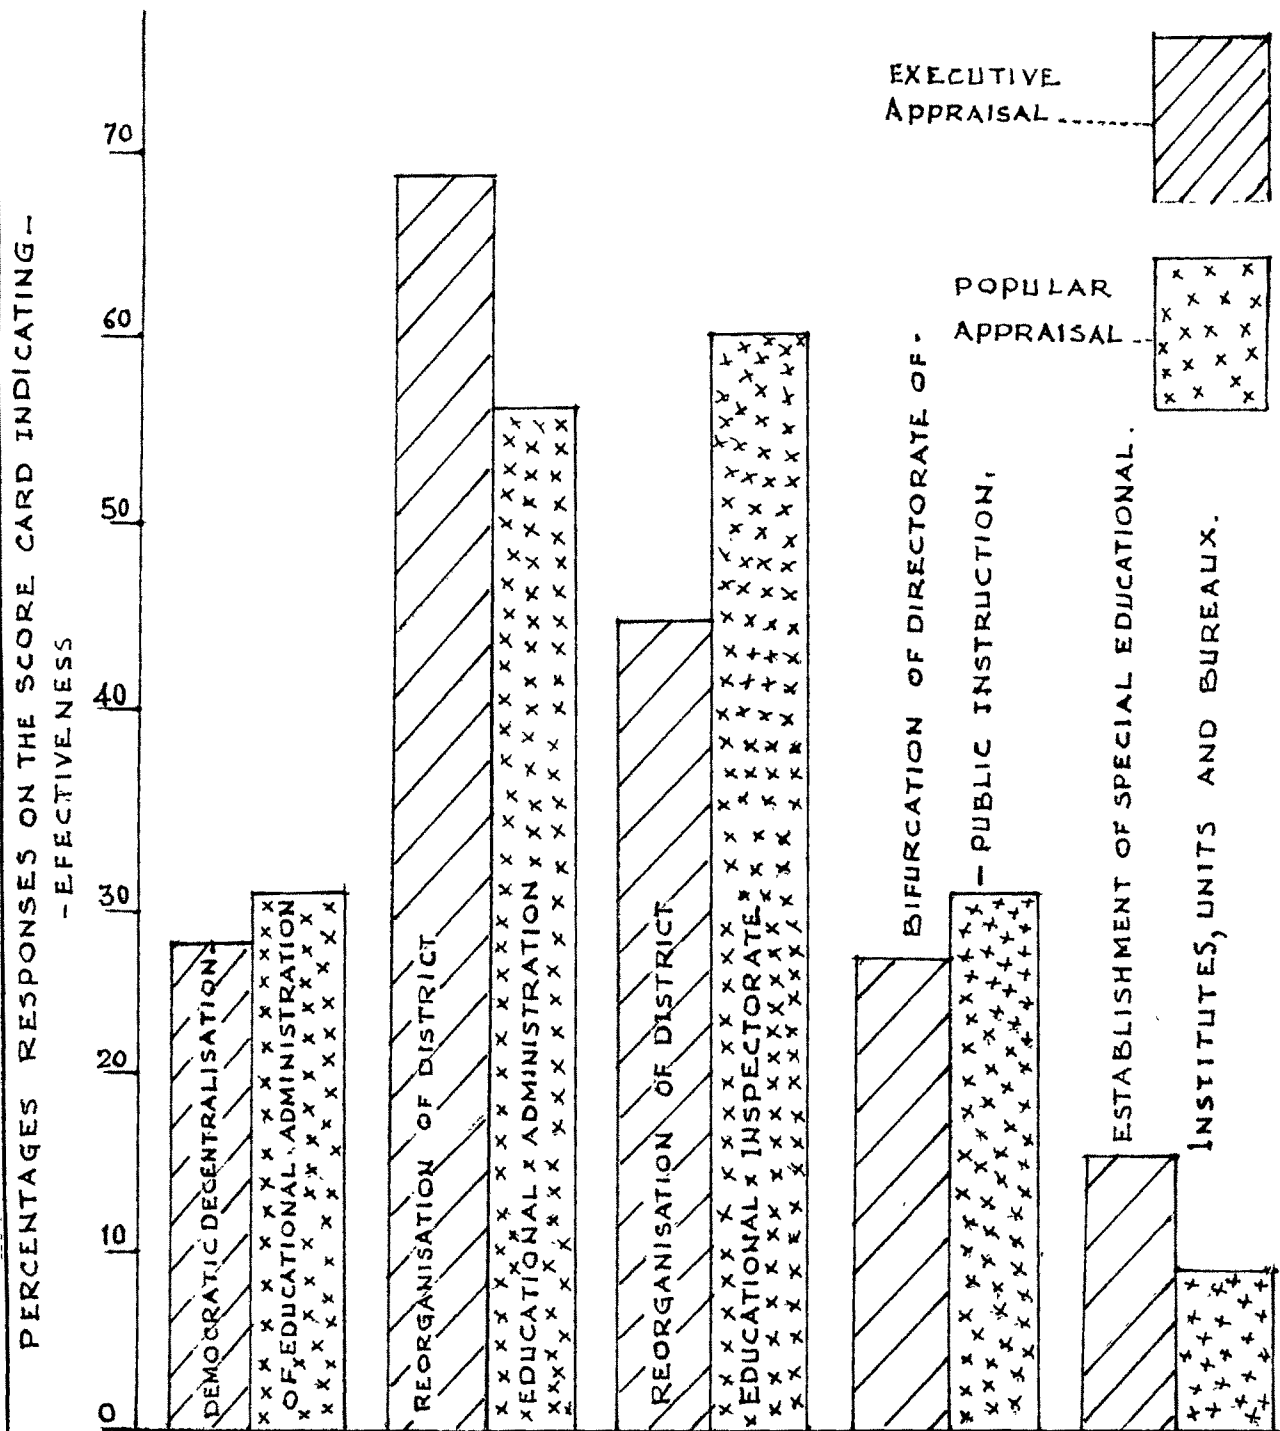 PERCENTAGES RESPONSES ON THE SCORE CARD INDICATING-
-EFECTIVENESS
70
60
50
40
30
20
10
0
EXECUTIVE
APPRAISAL
POPULAR
APPRAISAL
DEMOCRATIC DECENTRALISATION.
OF EDUCATIONAL ADMINISTRATION
REORGANISATION OF DISTRICT
EDUCATIONAL ADMINISTRATION
REORGANISATION OF DISTRICT
EDUCATIONAL INSPECTORATE.
BIFURCATION OF DIRECTORATE OF.
- PUBLIC INSTRUCTION.
ESTABLISHMENT OF SPECIAL EDUCATIONAL.
INSTITUTES, UNITS AND BUREAUX.